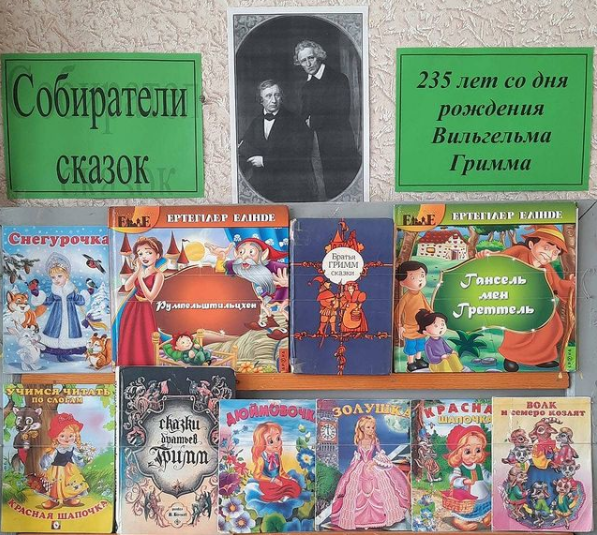 Собиратели
сказок
235 лет со дня
рождения
Вильгельма
Гримма
Снегурочка
ЕРТЕГІЛЕР ЕЛІНДЕ
Румпельштильцхен
Братья
ГРИММ
сказки
ЕРТЕГІЛЕР ЕЛІНДЕ
Гансель
мен
Греттель
УЧИМСЯ ЧИТАТЬ
ПО СЛОГАМ
КРАСНАЯ ШАПОЧКА
Сказки
братьев
Гримм
ДЮЙМОВОЧКА
ЗОЛУШКА
КРАСНАЯ
ШАПОЧКА
ВОЛК
и семеро козлят